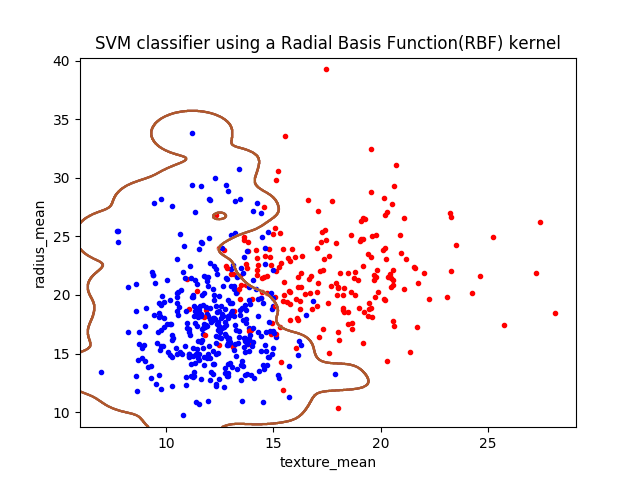 SVM classifier using a Radial Basis Function(RBF) kernel
40
35
30
25
20
15
10
radius_mean
10 15 20 25
texture_mean